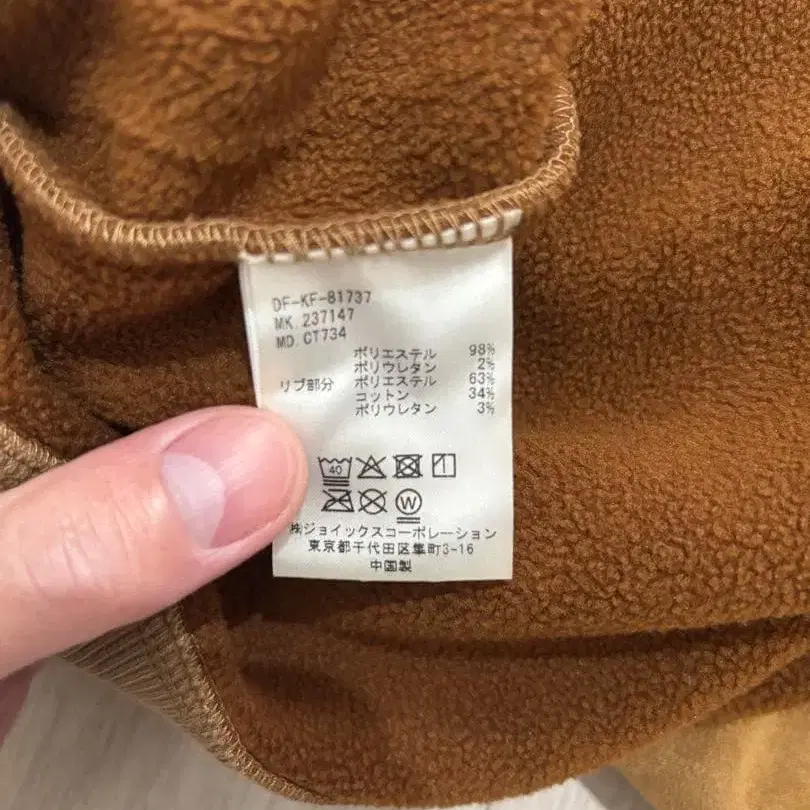 DF-KF-81737
MK.237147
MD.CT734
ポリエステル 98%
ポリウレタン 2%
リブ部分 ポリエステル 63%
コットン 34%
ポリウレタン 3%
40
W
㈱ジョイックスコーポレーション
東京都千代田区隼町3-16
中国製